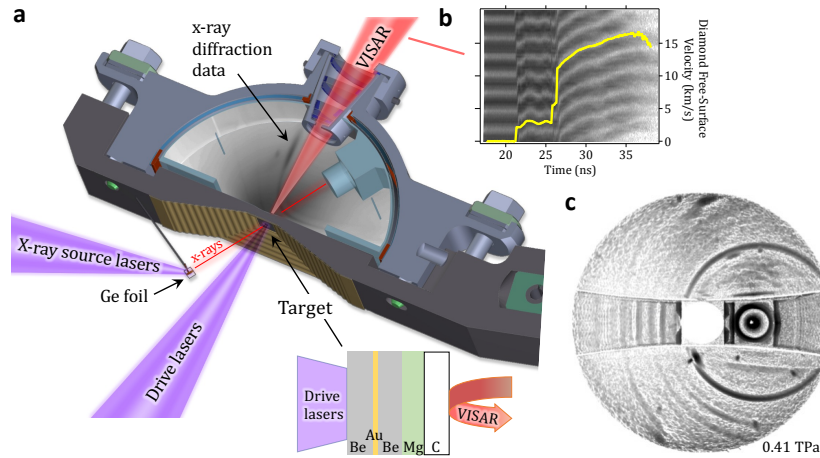 a
x-ray
diffraction
data
VISAR
X-ray source lasers
x-rays
Ge foil
Drive lasers
Target
Drive
lasers
Be
Au
Be
Mg
C
VISAR
b
20
25
30
35
Time (ns)
0
5
10
15
Diamond Free-Surface
Velocity (km/s)
c
0.41 TPa